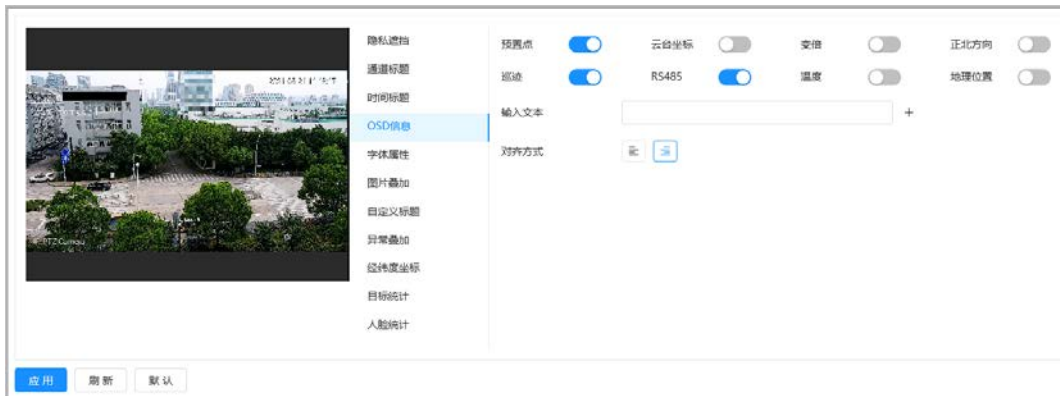 隐私遮挡
通道标题
时间标题
OSD信息
字体属性
图片叠加
自定义标题
异常叠加
经纬度坐标
目标统计
人脸统计
预置点 云台坐标 变倍 正北方向
巡迹 RS485 温度 地理位置
输入文本 +
对齐方式
应用 刷新 默认